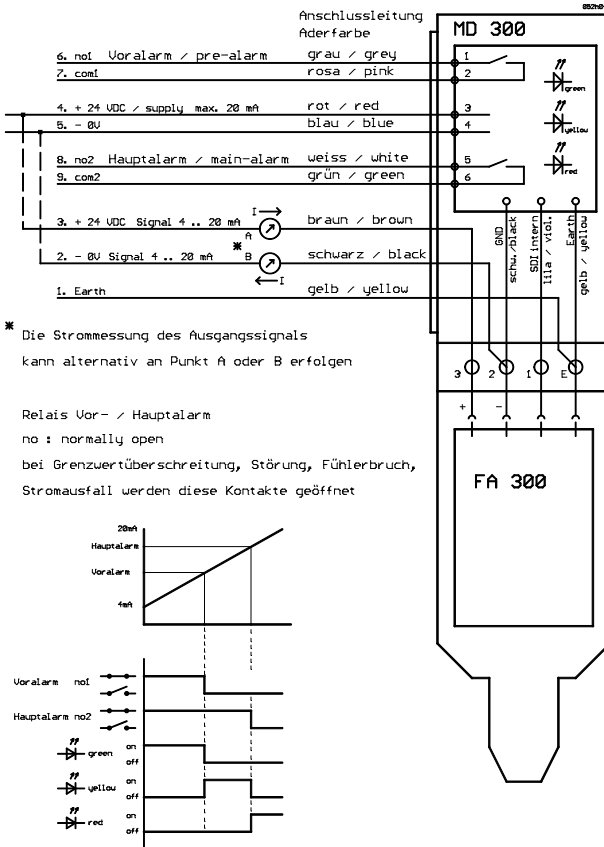 Anschlussleitung
Aderfarbe
MD 300
6. no1 Voralarm / pre-alarm grau / grey 1
7. com1 rosa / pink 2
green
4. + 24 VDC / supply max. 20 mA rot / red 3
5. - 0V blau / blue 4
yellow
8. no2 Hauptalarm / main-alarm weiss / white 5
9. com2 grün / green 6
red
3. + 24 VDC Signal 4 .. 20 mA I A braun / brown
2. - 0V Signal 4 .. 20 mA * B I schwarz / black
1. Earth gelb / yellow
GND
schw./black
SDI intern
lila / viol.
Earth
gelb / yellow
* Die Strommessung des Ausgangssignals
kann alternativ an Punkt A oder B erfolgen
3 2 1 E
+ -
Relais Vor- / Hauptalarm
no : normally open
bei Grenzwertüberschreitung, Störung, Fühlerbruch,
Stromausfall werden diese Kontakte geöffnet
FA 300
20mA
Hauptalarm
Voralarm
4mA
Voralarm no1
Hauptalarm no2
green on
off
yellow on
off
red on
off